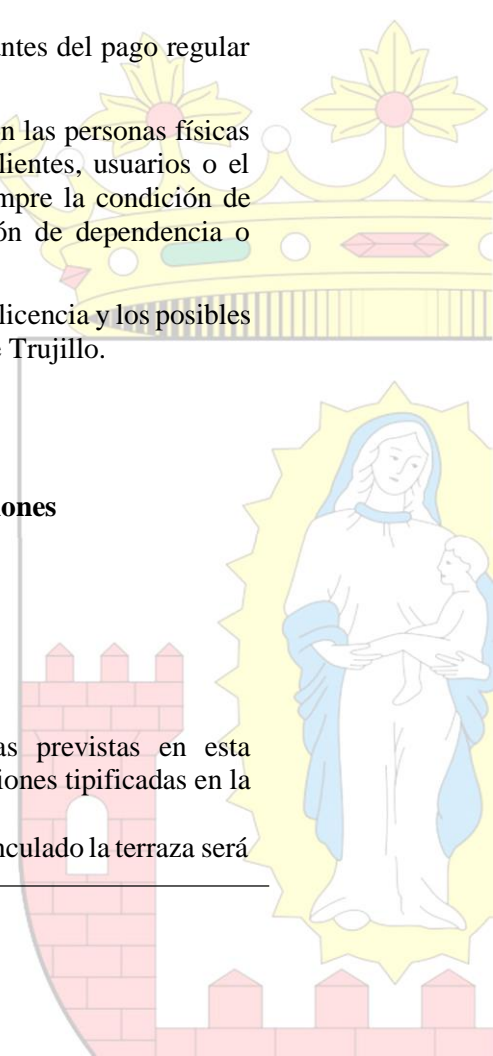 antes del pago regular
n las personas físicas
lientes, usuarios o el
mpre la condición de
ón de dependencia o
licencia y los posibles
Trujillo.
ones
as previstas en esta
iones tipificadas en la
nculado la terraza será